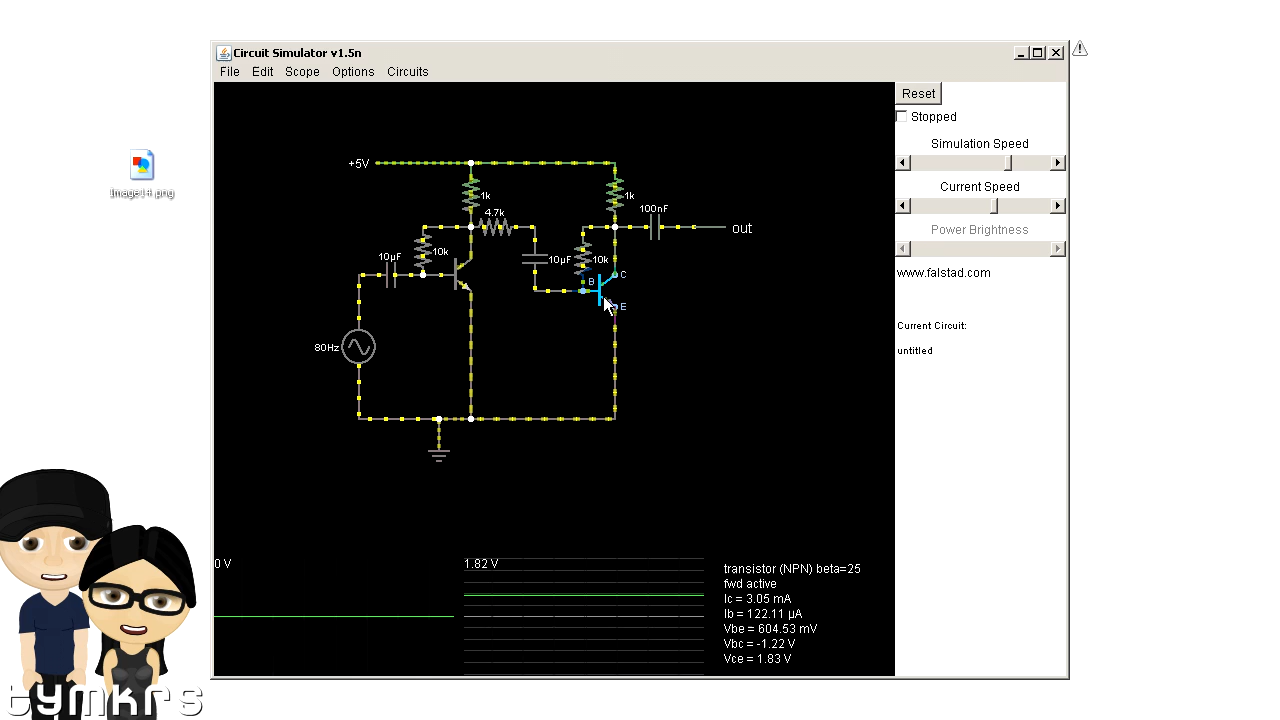 Circuit Simulator v1.5n
File Edit Scope Options Circuits
Reset
Stopped
Simulation Speed
Current Speed
Power Brightness
www.falstad.com
Current Circuit:
untitled
Image14.png
+5V
1k
1k
4.7k
100nF
out
10µF
10k
10µF
10k
C
B
E
80Hz
0 V
1.82 V
transistor (NPN) beta=25
fwd active
Ic = 3.05 mA
Ib = 122.11 µA
Vbe = 604.53 mV
Vbc = -1.22 V
Vce = 1.83 V
tymkrs